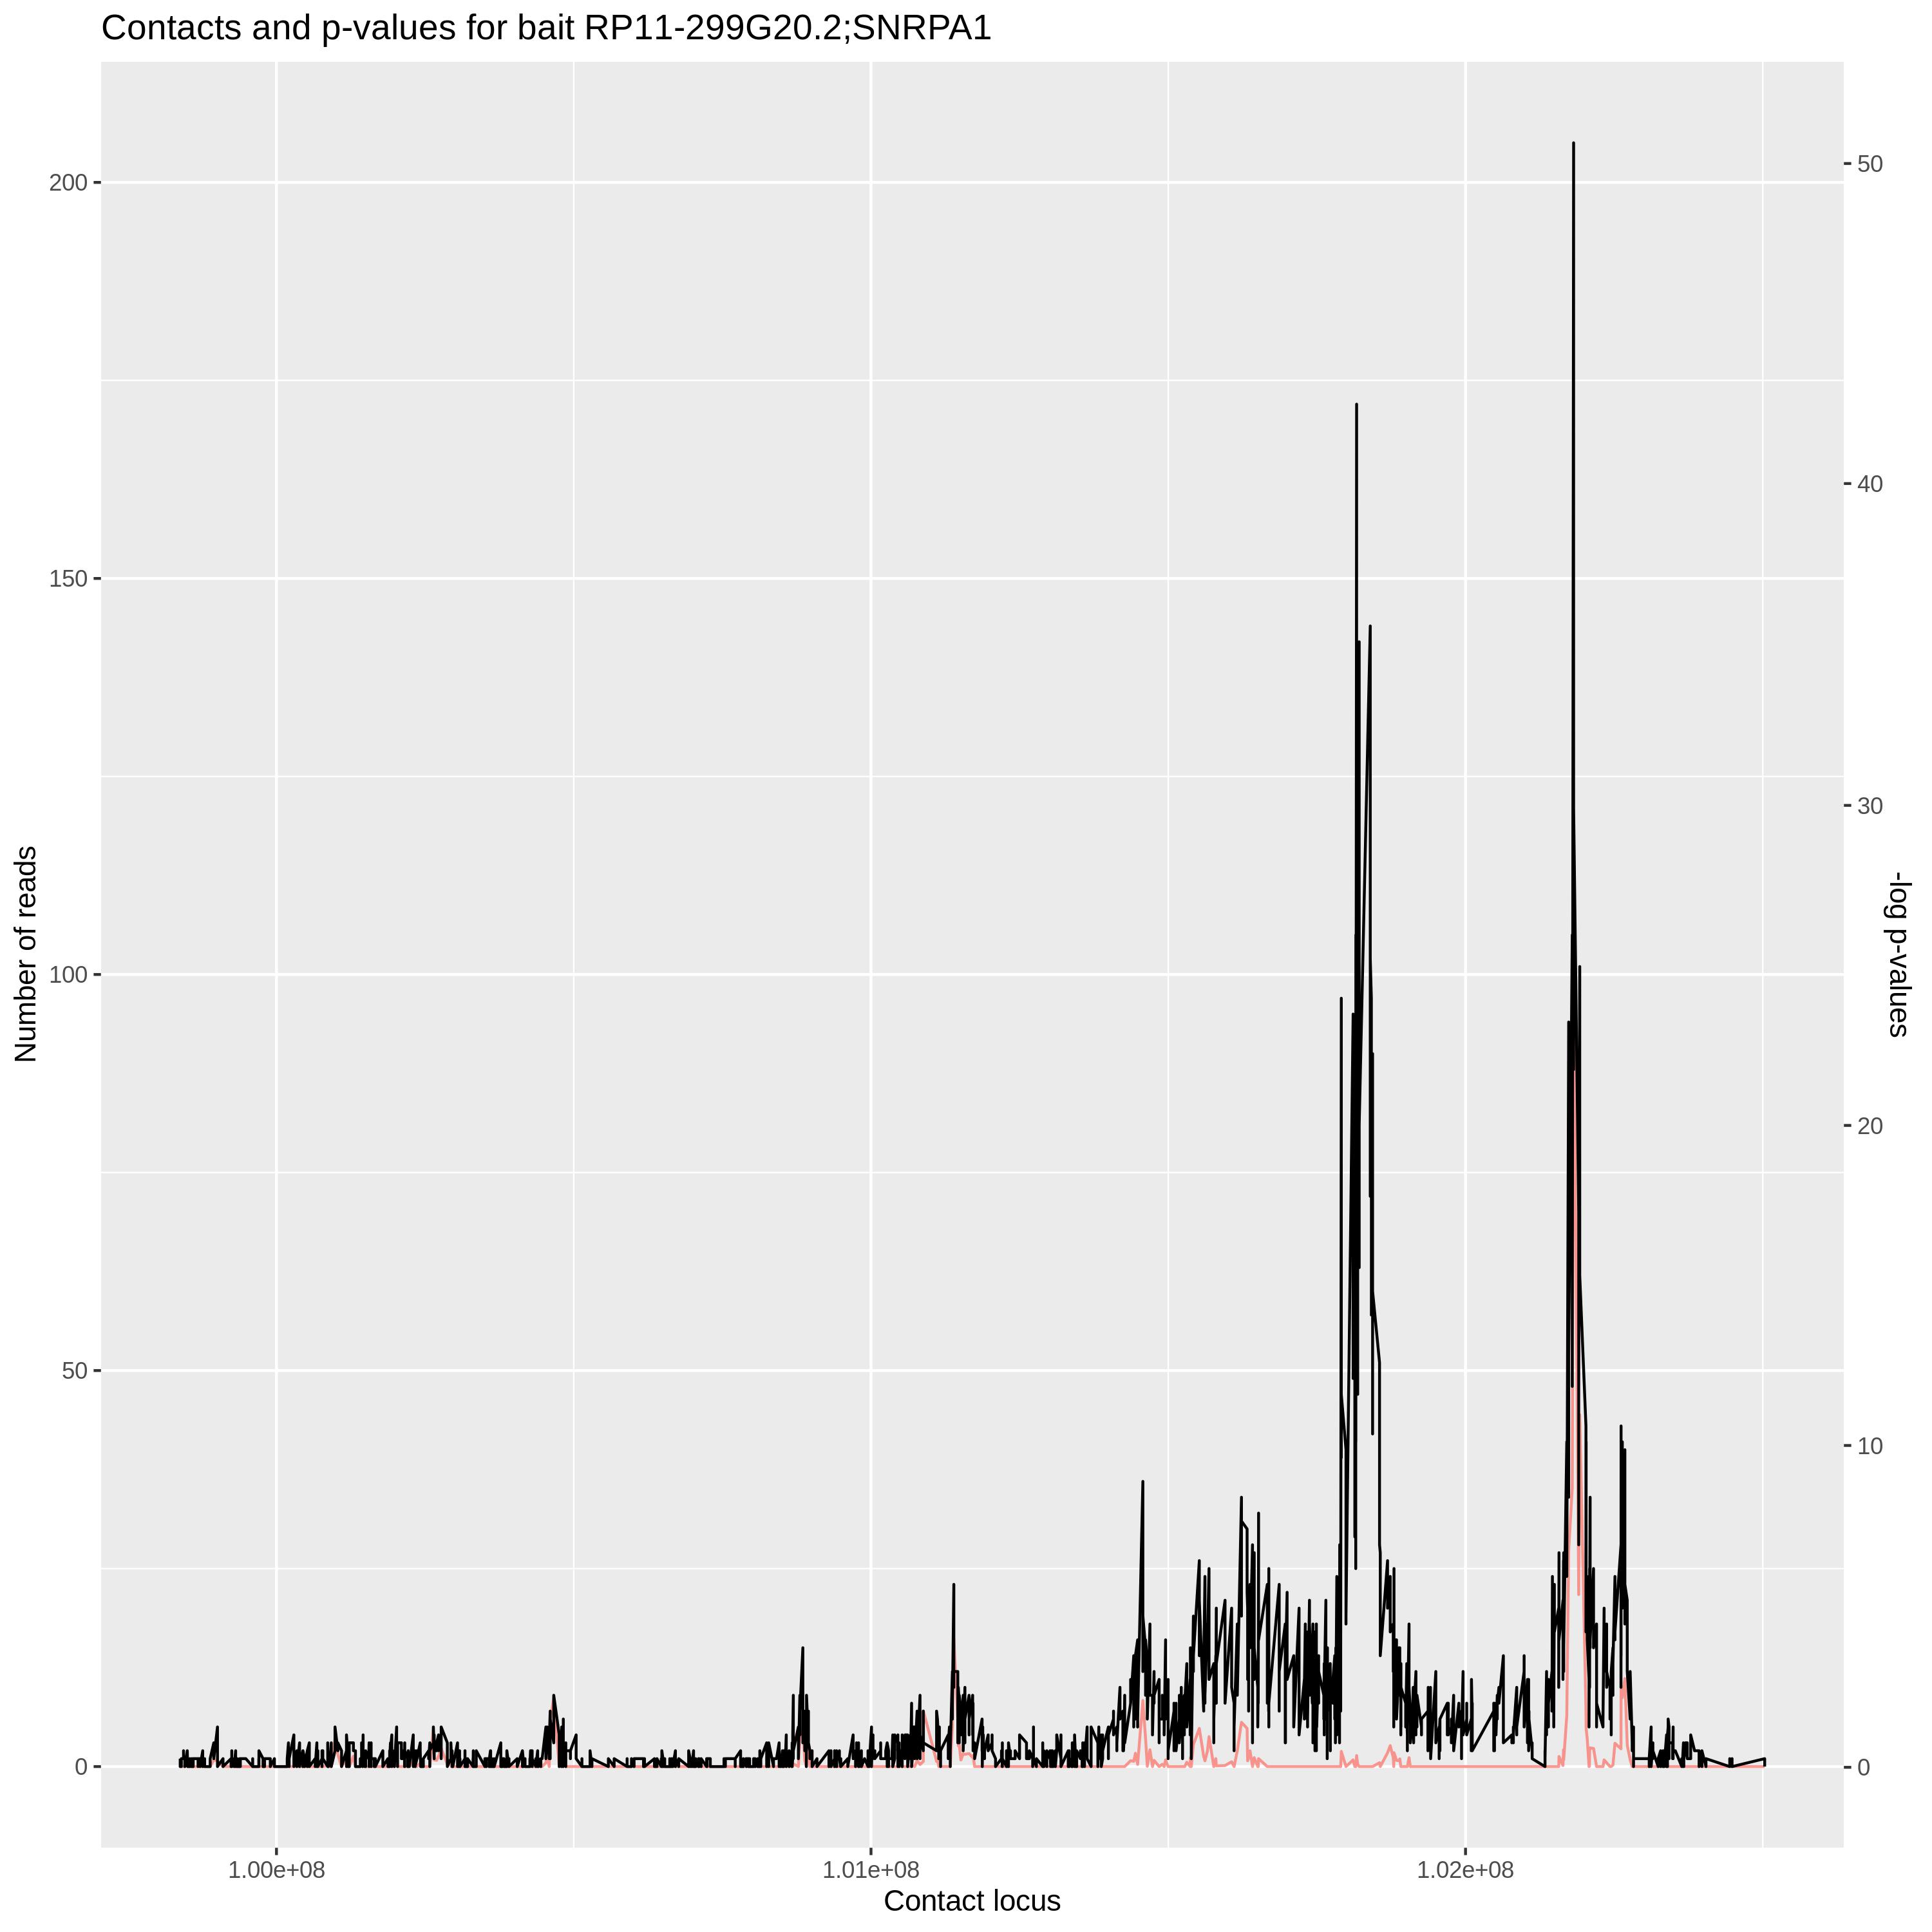 Contacts and p-values for bait RP11-299G20.2;SNRPA1
200
150
100
50
0
Number of reads
50
40
30
20
10
0
-log p-values
1.00e+08
1.01e+08
1.02e+08
Contact locus